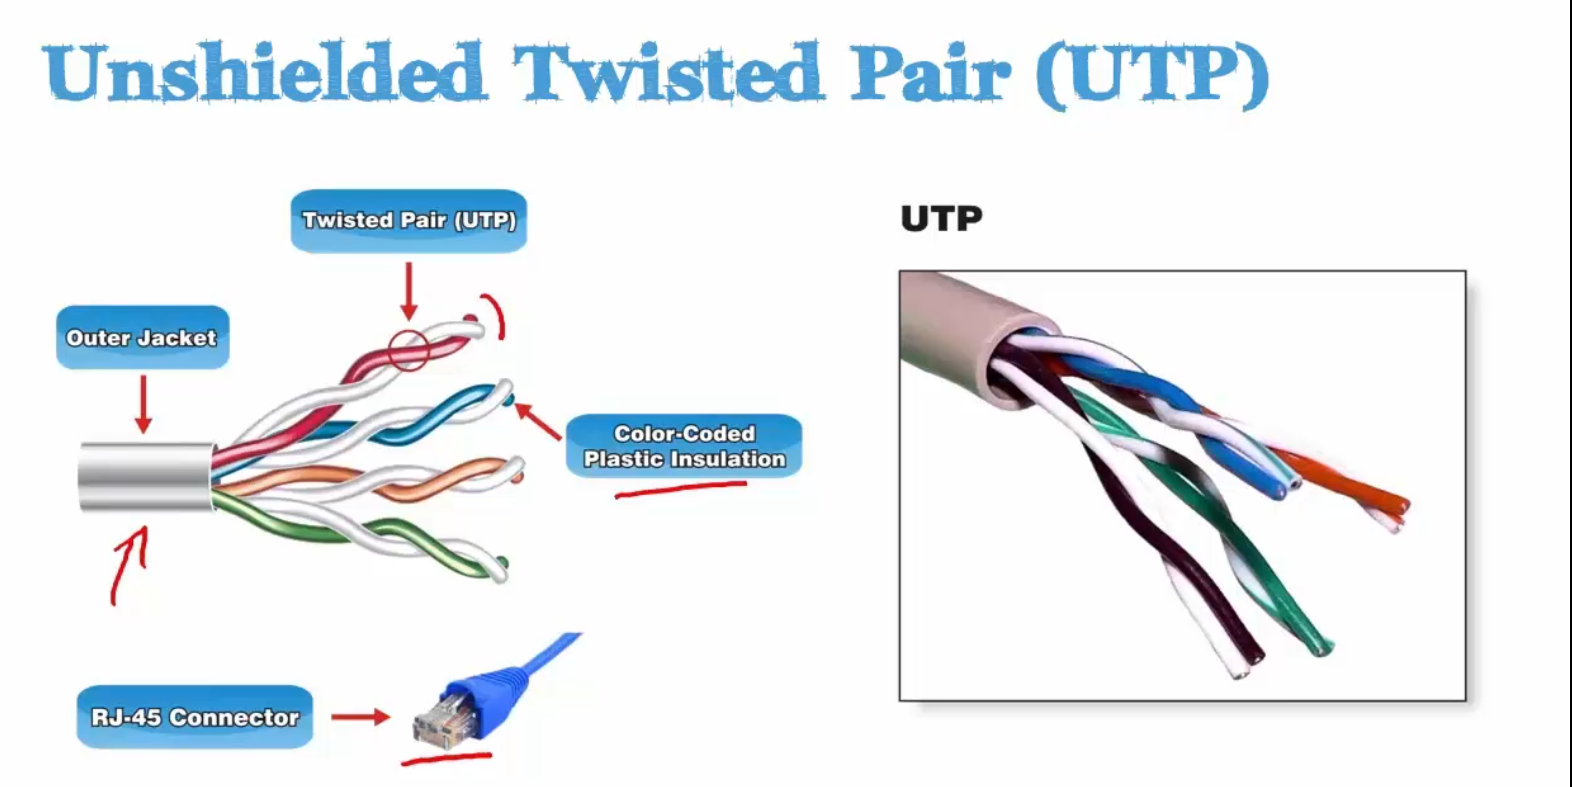 Unshielded Twisted Pair (UTP)
Twisted Pair (UTP)
Outer Jacket
Color-Coded
Plastic Insulation
RJ-45 Connector
UTP